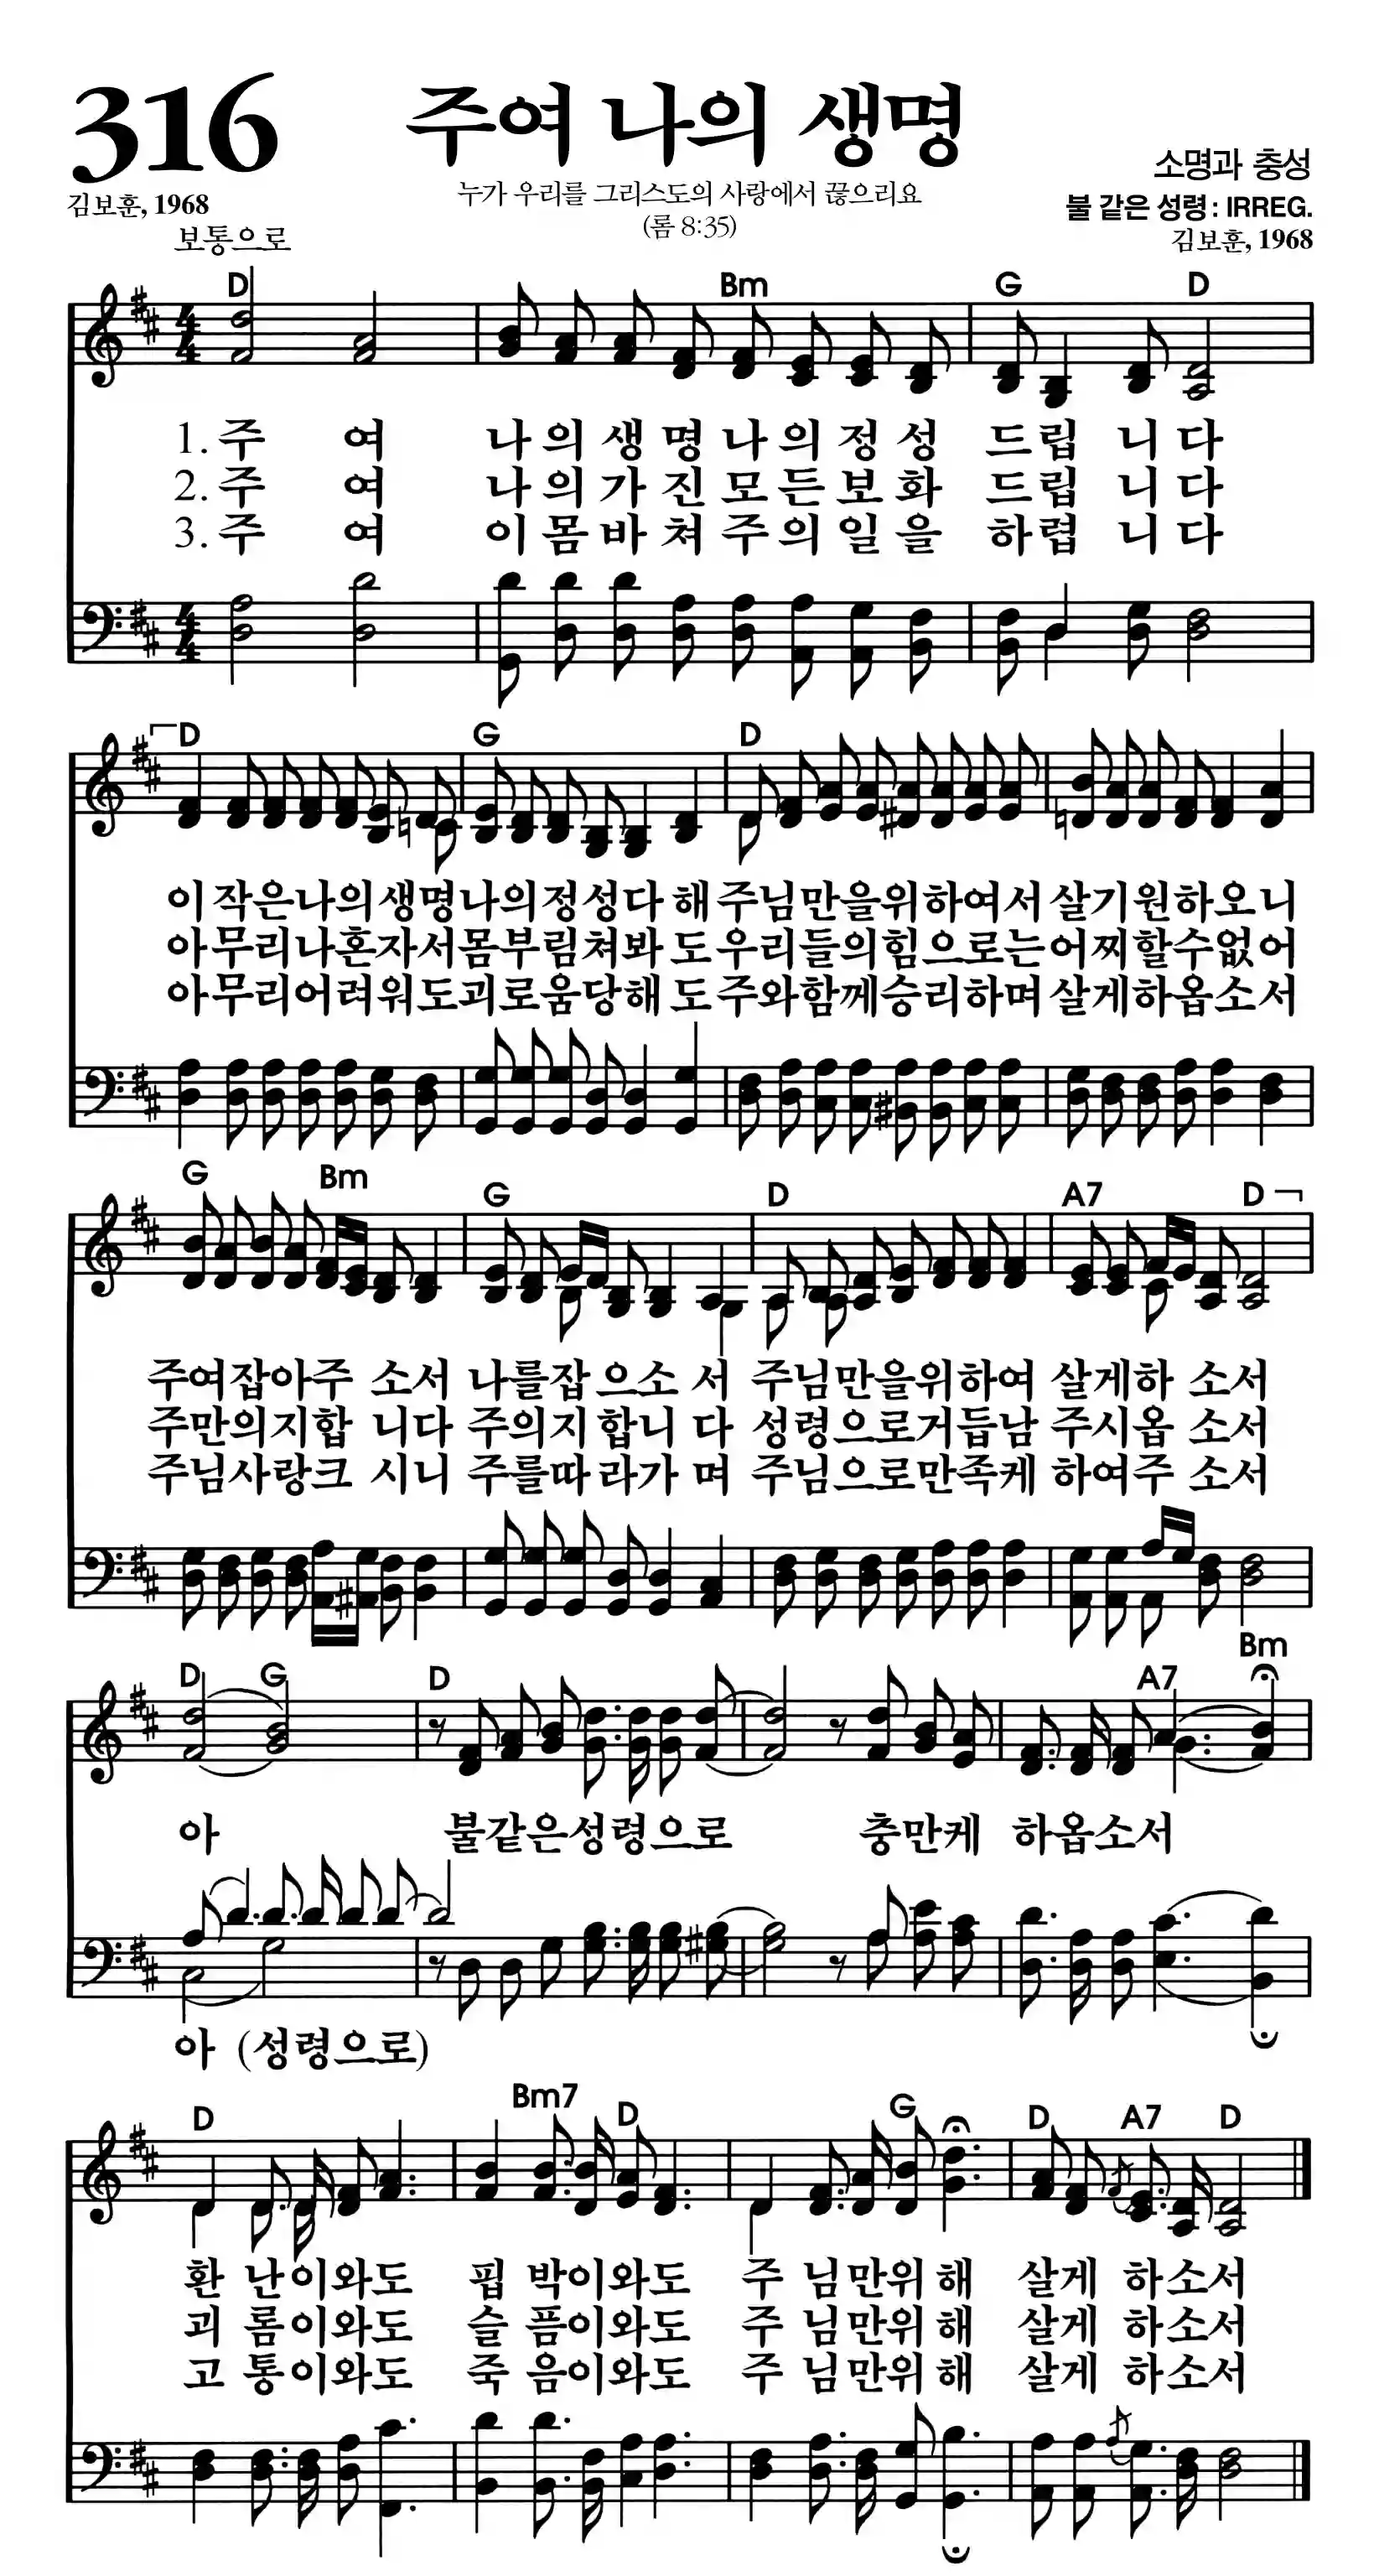 316 주여 나의 생명
소명과 충성
김보훈, 1968
누가 우리를 그리스도의 사랑에서 끊으리요
불 같은 성령 : IRREG.
(롬 8:35)
김보훈, 1968
보통으로
D Bm G D
4 4
1. 주 여 나 의 생 명 나 의 정 성 드 립 니 다
2. 주 여 나 의 가 진 모 든 보 화 드 립 니 다
3. 주 여 이 몸 바 쳐 주 의 일 을 하 렵 니 다
4 4
D G D
이 작은나의생명나의정성다 해 주님만을위하여서 살기원하오니
아무리나혼자서몸부림쳐봐 도 우리들의힘으로는어찌할수없어
아무리어려워도괴로움당해 도 주와함께승리하며 살게하옵소서
G Bm G D A7 D
주여잡아주 소서 나를잡 으소 서 주님만을위하여 살게하 소서
주만의지합 니다 주의지 합니 다 성령으로거듭남 주시옵 소서
주님사랑크 시니 주를따 라가 며 주님으로만족케 하여주 소서
D G D A7 Bm
아 불같은성령으로 충만케 하옵소서
아 (성령으로)
D Bm7 D G D A7 D
환 난이와도 핍 박이와도 주 님만위 해 살게 하소서
괴 롬이와도 슬 픔이와도 주 님만위 해 살게 하소서
고 통이와도 죽 음이와도 주 님만위 해 살게 하소서